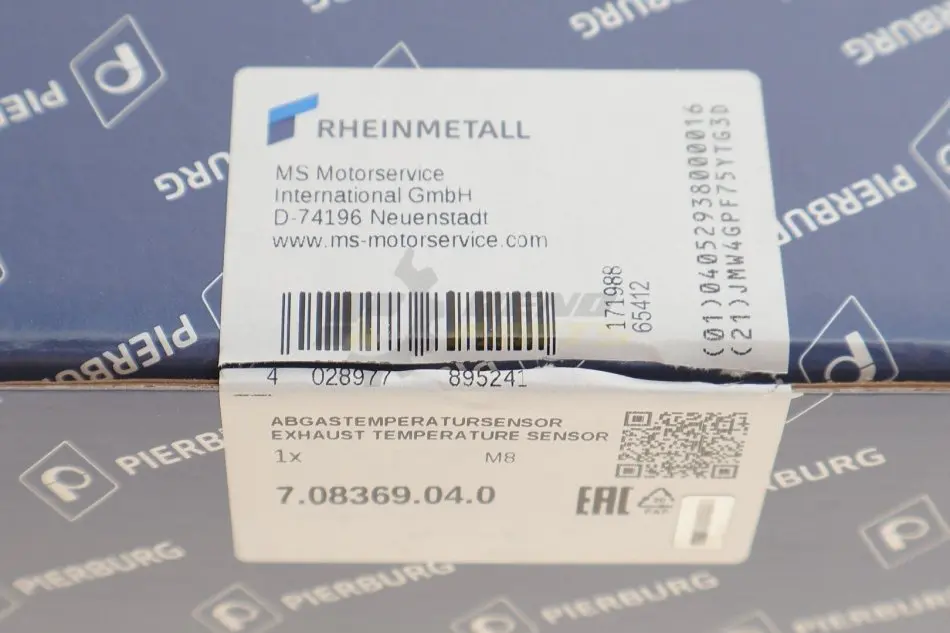 RHEINMETALL
MS Motorservice
International GmbH
D-74196 Neuenstadt
www.ms-motorservice.com
171988
65412
(01)04052938000016
(21)JMW4GPF75YTG3D
4 028977 895241
ABGASTEMPERATURSENSOR
EXHAUST TEMPERATURE SENSOR
1x M8
7.08369.04.0
EAC
PAP
PIERBURG
PIERBURG
PIERBURG
PIERBURG
PIERBURG
PIERBURG
PIERBURG
PIERBURG